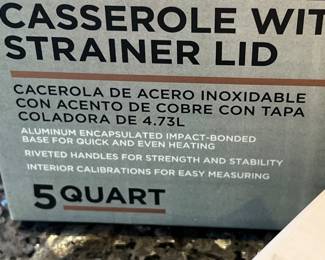 CASSEROLE WIT
STRAINER LID
CACEROLA DE ACERO INOXIDABLE
CON ACENTO DE COBRE CON TAPA
COLADORA DE 4.73L
ALUMINUM ENCAPSULATED IMPACT-BONDED
BASE FOR QUICK AND EVEN HEATING
RIVETED HANDLES FOR STRENGTH AND STABILITY
INTERIOR CALIBRATIONS FOR EASY MEASURING
5 QUART